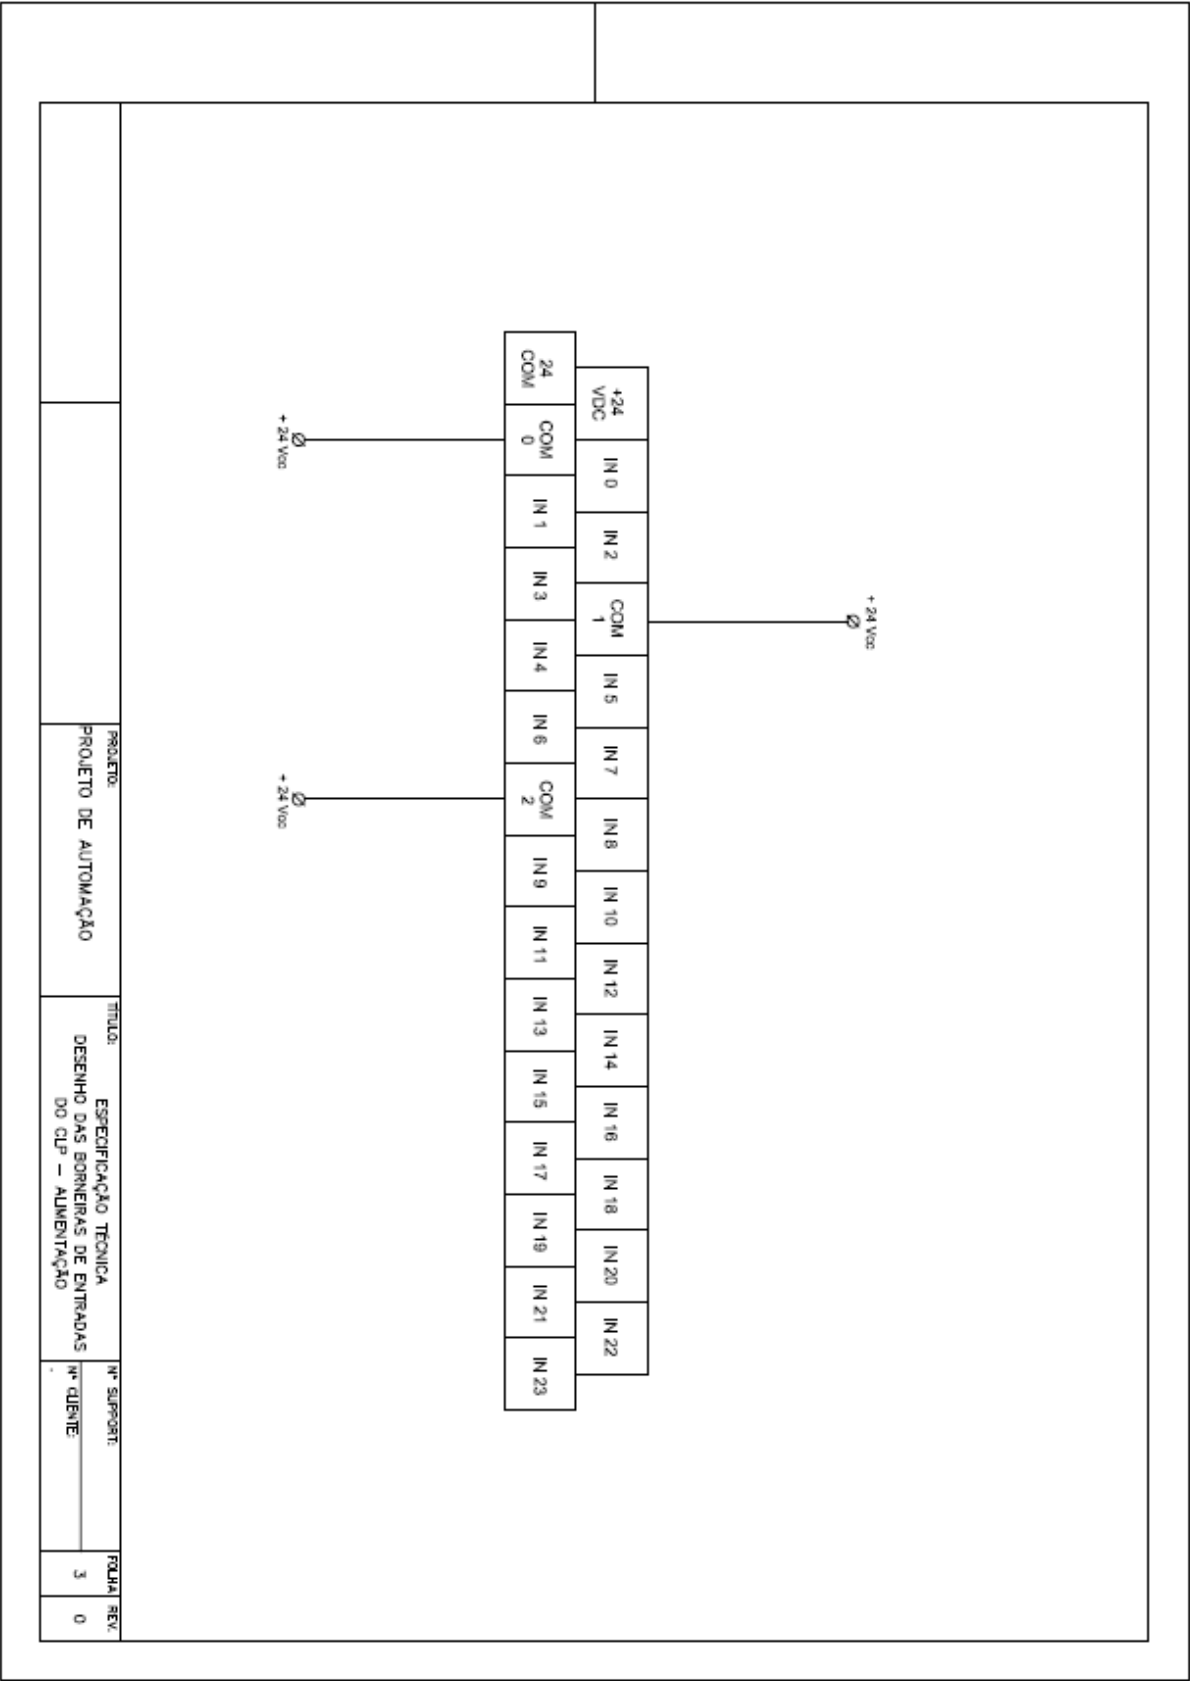 + 24 Vcc
+24
VDC
IN 0
IN 2
COM
1
IN 5
IN 7
IN 8
IN 10
IN 12
IN 14
IN 16
IN 18
IN 20
IN 22
24
COM
COM
0
IN 1
IN 3
IN 4
IN 6
COM
2
IN 9
IN 11
IN 13
IN 15
IN 17
IN 19
IN 21
IN 23
+ 24 Vcc
+ 24 Vcc
PROJETO:
PROJETO DE AUTOMAÇÃO
TÍTULO:
ESPECIFICAÇÃO TÉCNICA
DESENHO DAS BORNEIRAS DE ENTRADAS
DO CLP – ALIMENTAÇÃO
N° SUPPORT:
N° CLIENTE:
FOLHA
3
REV.
0